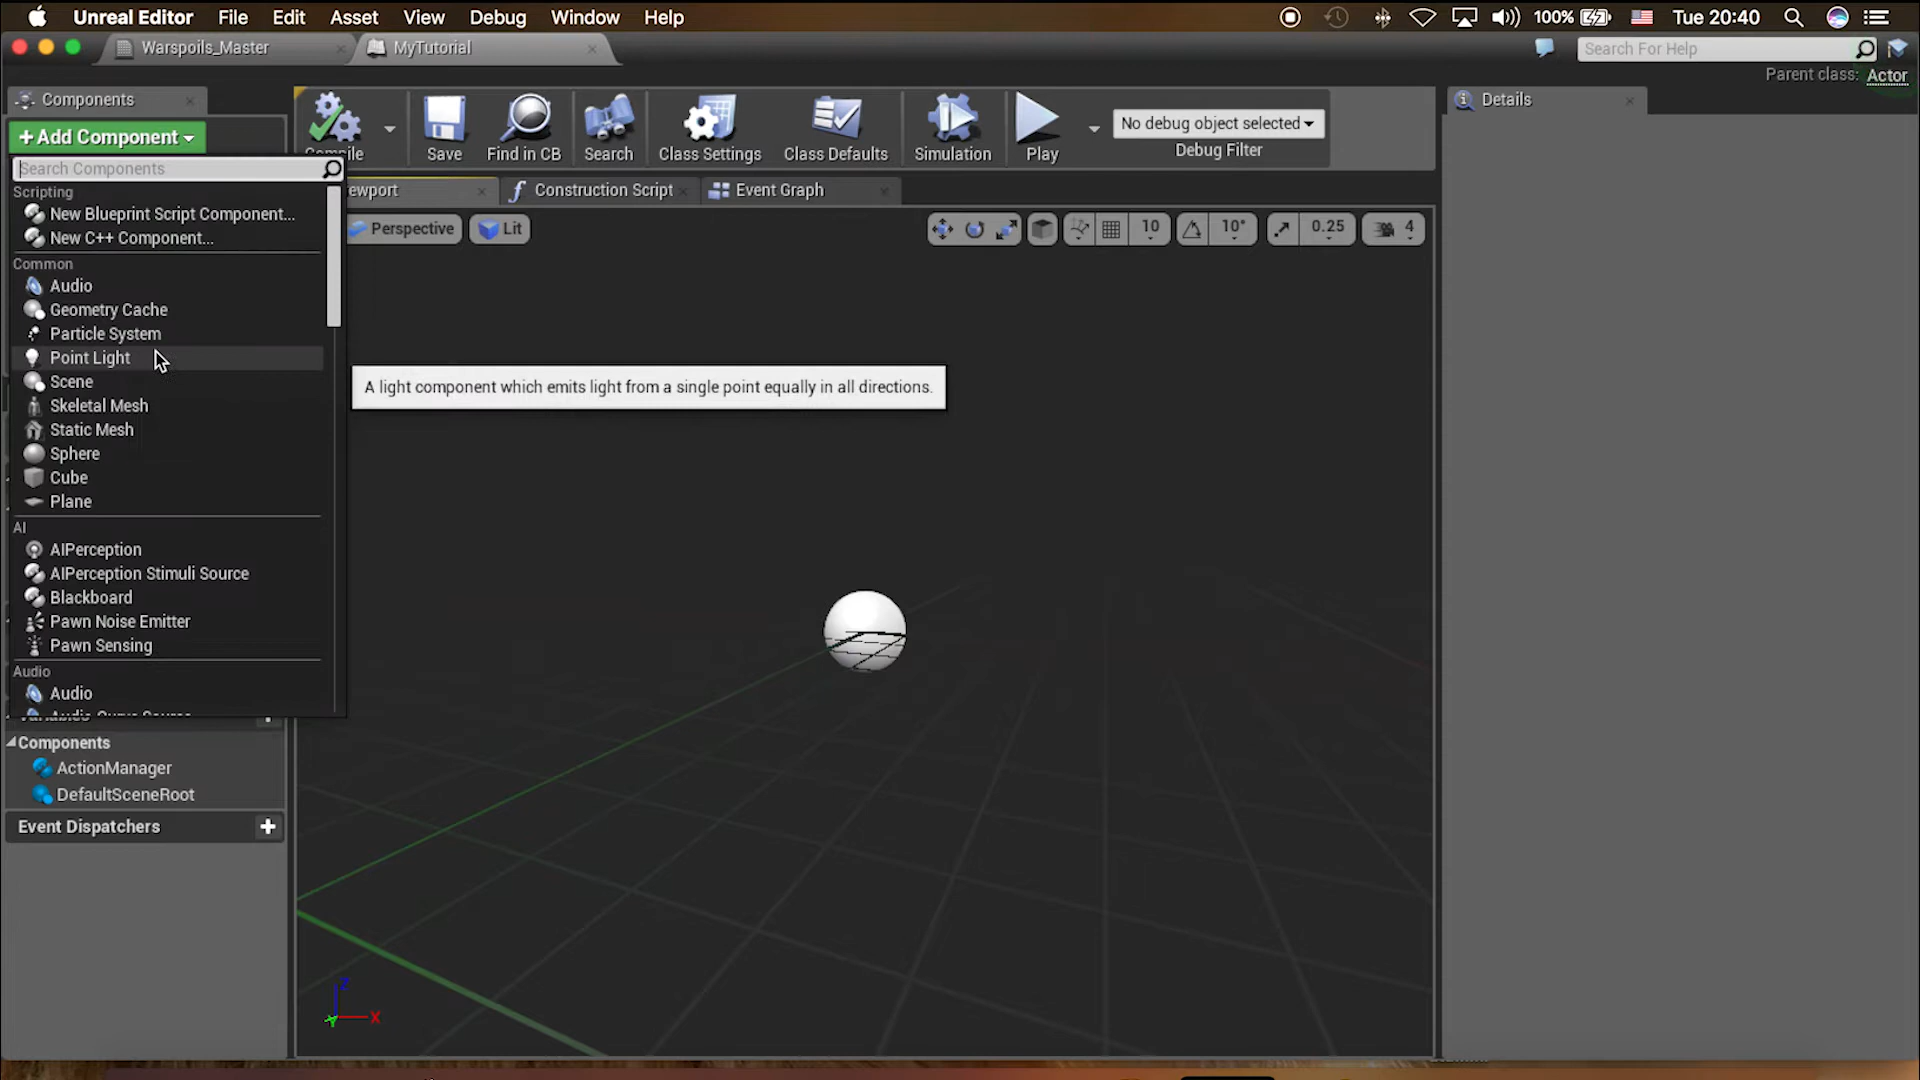 Unreal Editor File Edit Asset View Debug Window Help 100% Tue 20:40
Warspoils_Master MyTutorial Search For Help
Parent class: Actor
Components Details
+ Add Component
Search Components
Scripting
New Blueprint Script Component...
New C++ Component...
Common
Audio
Geometry Cache
Particle System
Point Light
Scene
Skeletal Mesh
Static Mesh
Sphere
Cube
Plane
AI
AIPerception
AIPerception Stimuli Source
Blackboard
Pawn Noise Emitter
Pawn Sensing
Audio
Audio
Components
ActionManager
DefaultSceneRoot
Event Dispatchers
Save Find in CB Search Class Settings Class Defaults Simulation Play
No debug object selected
Debug Filter
Construction Script Event Graph
Perspective Lit 10 10° 0.25 4
A light component which emits light from a single point equally in all directions.
Z
Y X